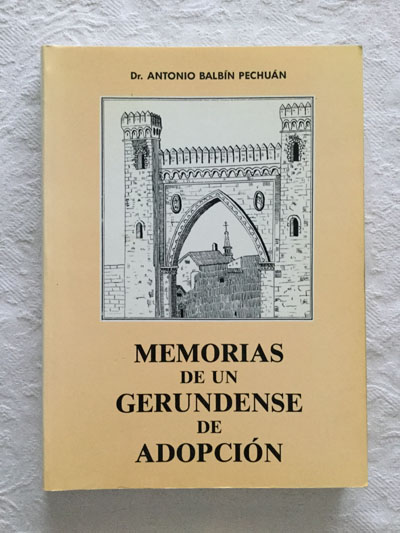 Dr. ANTONIO BALBÍN PECHUÁN
MEMORIAS
DE UN
GERUNDENSE
DE
ADOPCIÓN